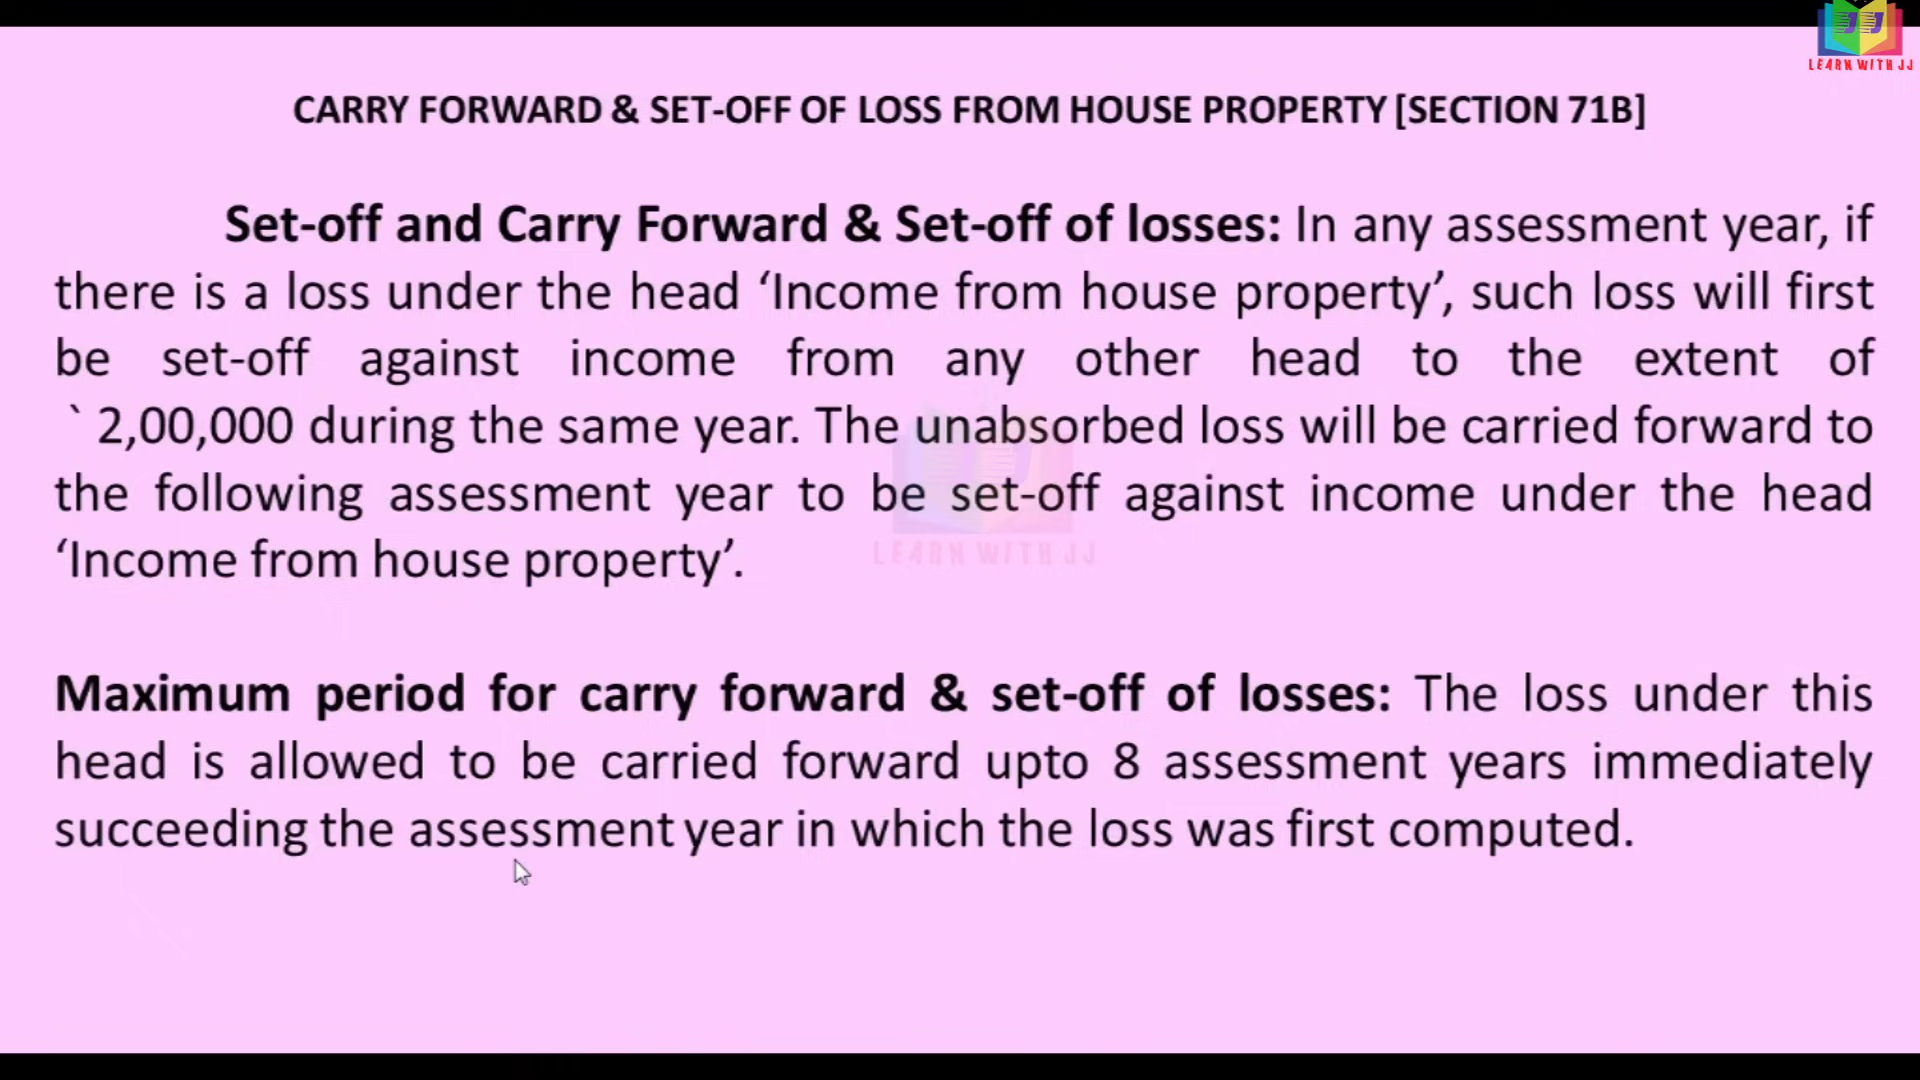 LEARN WITH JJ
CARRY FORWARD & SET-OFF OF LOSS FROM HOUSE PROPERTY [SECTION 71B]
Set-off and Carry Forward & Set-off of losses: In any assessment year, if
there is a loss under the head ‘Income from house property’, such loss will first
be set-off against income from any other head to the extent of
` 2,00,000 during the same year. The unabsorbed loss will be carried forward to
the following assessment year to be set-off against income under the head
‘Income from house property’.
LEARN WITH JJ
Maximum period for carry forward & set-off of losses: The loss under this
head is allowed to be carried forward upto 8 assessment years immediately
succeeding the assessment year in which the loss was first computed.